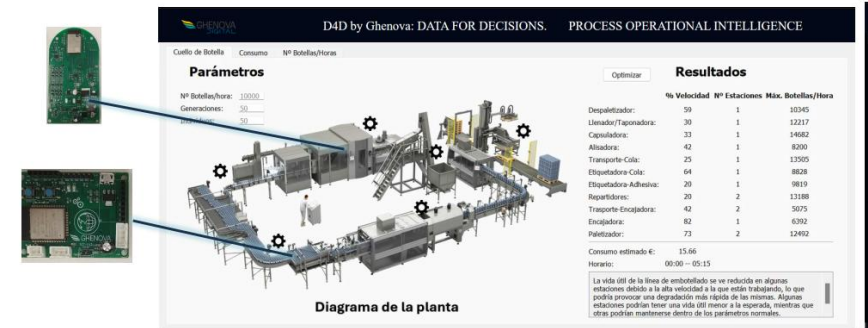 GHENOVA
DIGITAL
D4D by Ghenova: DATA FOR DECISIONS. PROCESS OPERATIONAL INTELLIGENCE
Cuello de Botella Consumo Nº Botellas/Horas
Parámetros
Nº Botellas/hora: 10000
Generaciones: 50
50
Optimizar Resultados
% Velocidad Nº Estaciones Máx. Botellas/Hora
Despaletizador: 59 1 10345
Llenador/Taponadora: 30 1 12217
Capsuladora: 33 1 14682
Alisadora: 42 1 8200
Transporte-Cola: 25 1 13505
Etiquetadora-Cola: 64 1 8828
Etiquetadora-Adhesiva: 20 1 9819
Repartidores: 20 2 13188
Trasporte-Encajadora: 42 2 5075
Encajadora: 82 1 6392
Paletizador: 73 2 12492
Consumo estimado €: 15.66
Horario: 00:00 -- 05:15
La vida útil de la línea de embotellado se ve reducida en algunas
estaciones debido a la alta velocidad a la que están trabajando, lo que
podría provocar una degradación más rápida de las mismas. Algunas
estaciones podrían tener una vida útil menor a la esperada, mientras que
otras podrían mantenerse dentro de los parámetros normales.
Diagrama de la planta
GHENOVA